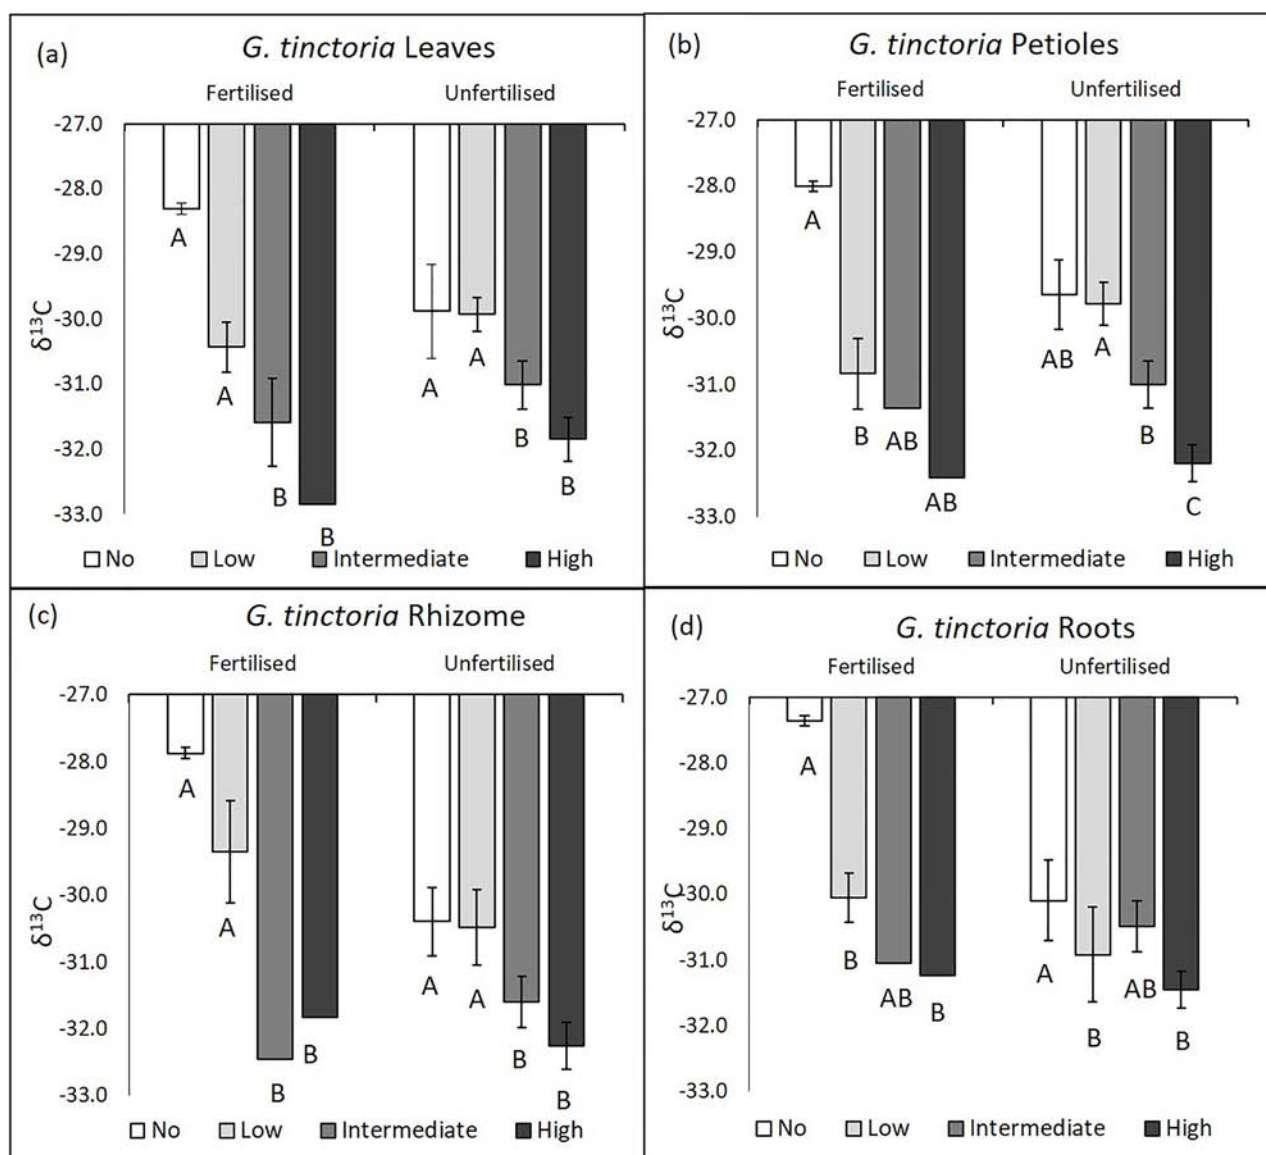 (a) G. tinctoria Leaves
Fertilised Unfertilised
-27.0
-28.0
-29.0
-30.0
-31.0
-32.0
-33.0
δ13C
A A B B A A B B
No Low Intermediate High
(b) G. tinctoria Petioles
Fertilised Unfertilised
-27.0
-28.0
-29.0
-30.0
-31.0
-32.0
-33.0
δ13C
A B AB AB AB A B C
No Low Intermediate High
(c) G. tinctoria Rhizome
Fertilised Unfertilised
-27.0
-28.0
-29.0
-30.0
-31.0
-32.0
-33.0
δ13C
A A B B A A B B
No Low Intermediate High
(d) G. tinctoria Roots
Fertilised Unfertilised
-27.0
-28.0
-29.0
-30.0
-31.0
-32.0
-33.0
δ13C
A B AB B A B AB B
No Low Intermediate High